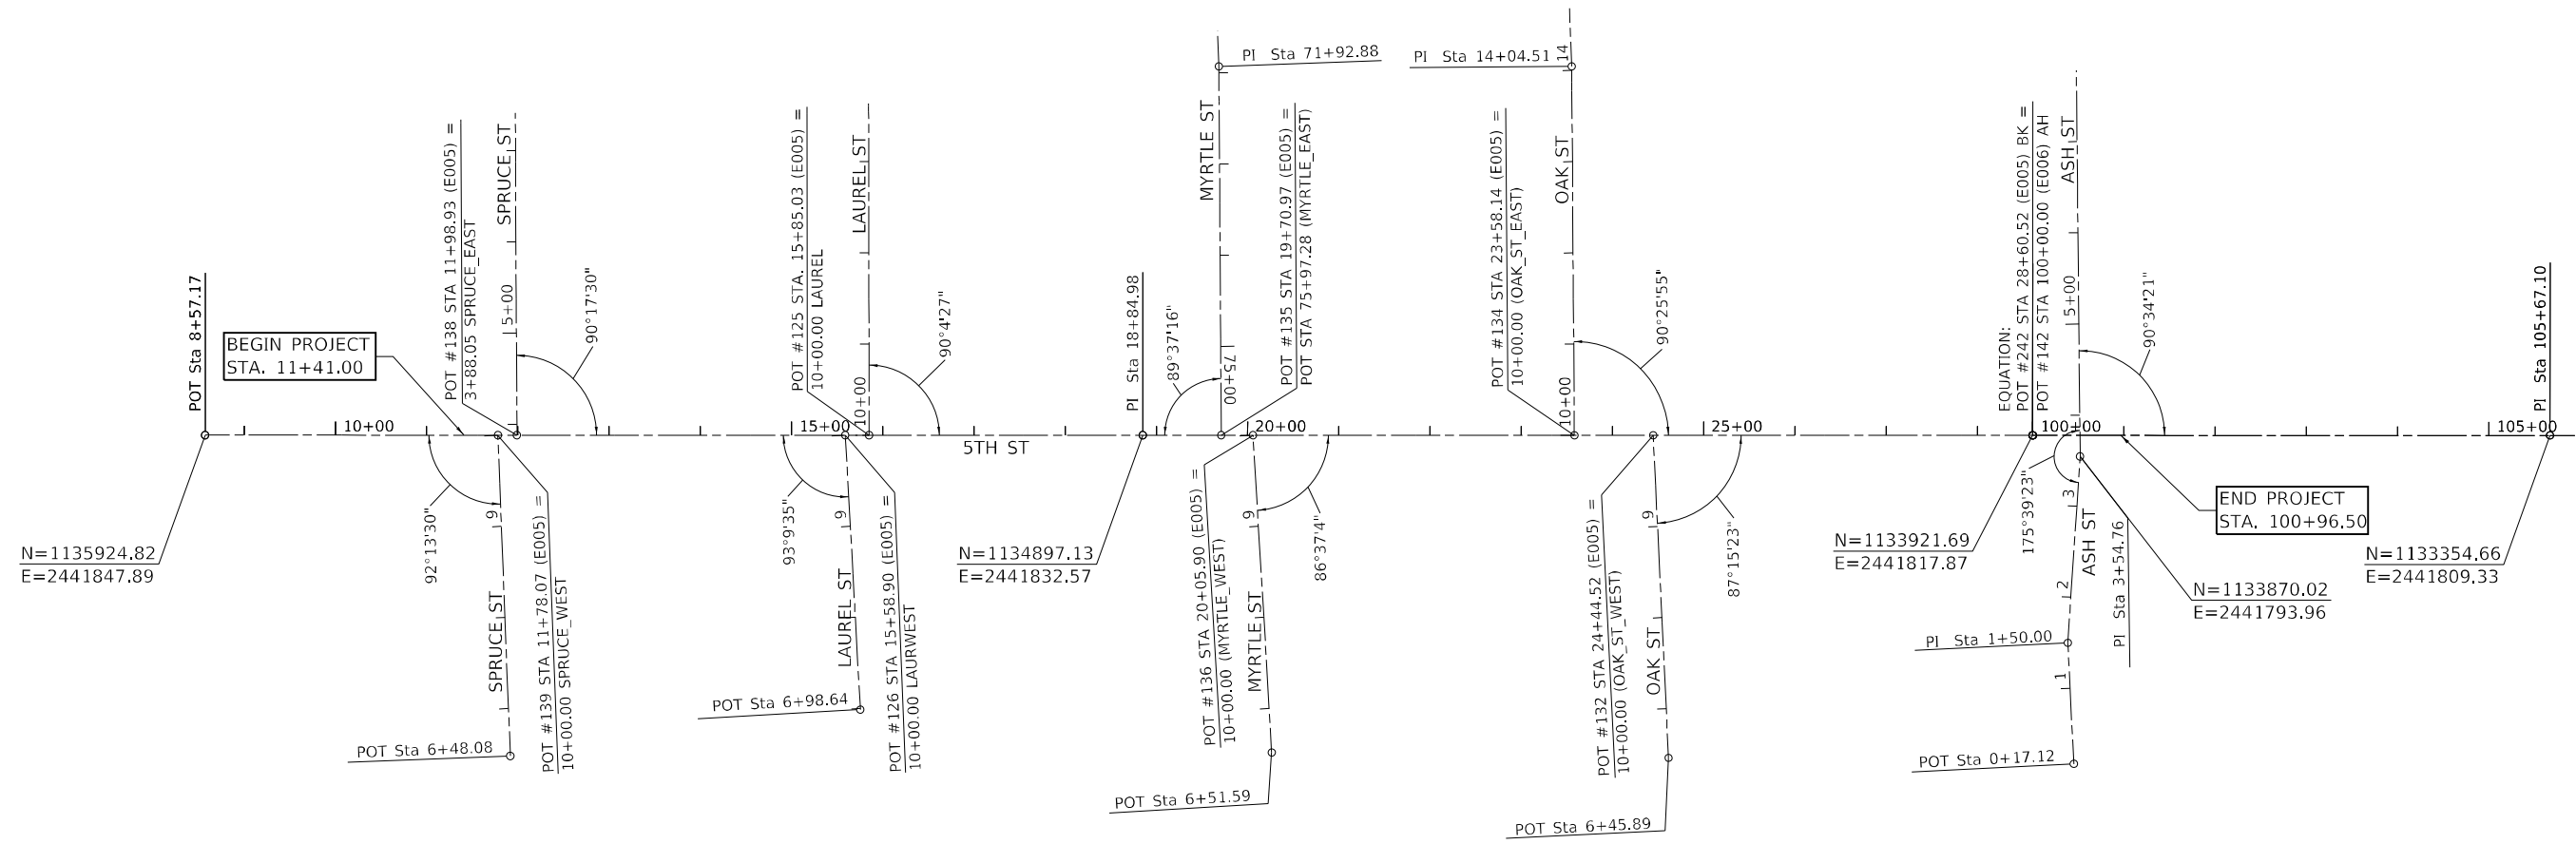 PI Sta 71+92.88
PI Sta 14+04.51
14
POT Sta 8+57.17
BEGIN PROJECT
STA. 11+41.00
POT #138 STA 11+98.93 (E005) =
3+88.05 SPRUCE_EAST
SPRUCE ST
5+00
90°17'30"
POT #125 STA. 15+85.03 (E005) =
10+00.00 LAUREL
LAUREL ST
10+00
90°4'27"
PI Sta 18+84.98
89°37'16"
MYRTLE ST
75+00
POT #135 STA 19+70.97 (E005) =
POT STA 75+97.28 (MYRTLE_EAST)
POT #134 STA 23+58.14 (E005) =
10+00.00 (OAK_ST_EAST)
OAK ST
10+00
90°25'55"
EQUATION:
POT #242 STA 28+60.52 (E005) BK =
POT #142 STA 100+00.00 (E006) AH
ASH ST
5+00
90°34'21"
PI Sta 105+67.10
10+00
15+00
5TH ST
20+00
25+00
100+00
105+00
N=1135924.82
E=2441847.89
92°13'30"
9
SPRUCE ST
POT #139 STA 11+78.07 (E005) =
10+00.00 SPRUCE_WEST
POT Sta 6+48.08
93°9'35"
9
LAUREL ST
POT #126 STA 15+58.90 (E005) =
10+00.00 LAURWEST
POT Sta 6+98.64
N=1134897.13
E=2441832.57
POT #136 STA 20+05.90 (E005) =
10+00.00 (MYRTLE_WEST)
9
MYRTLE ST
86°37'4"
POT Sta 6+51.59
POT #132 STA 24+44.52 (E005) =
10+00.00 (OAK_ST_WEST)
9
OAK ST
87°15'23"
POT Sta 6+45.89
N=1133921.69
E=2441817.87
175°39'23"
3
ASH ST
2
PI Sta 3+54.76
PI Sta 1+50.00
1
POT Sta 0+17.12
END PROJECT
STA. 100+96.50
N=1133870.02
E=2441793.96
N=1133354.66
E=2441809.33